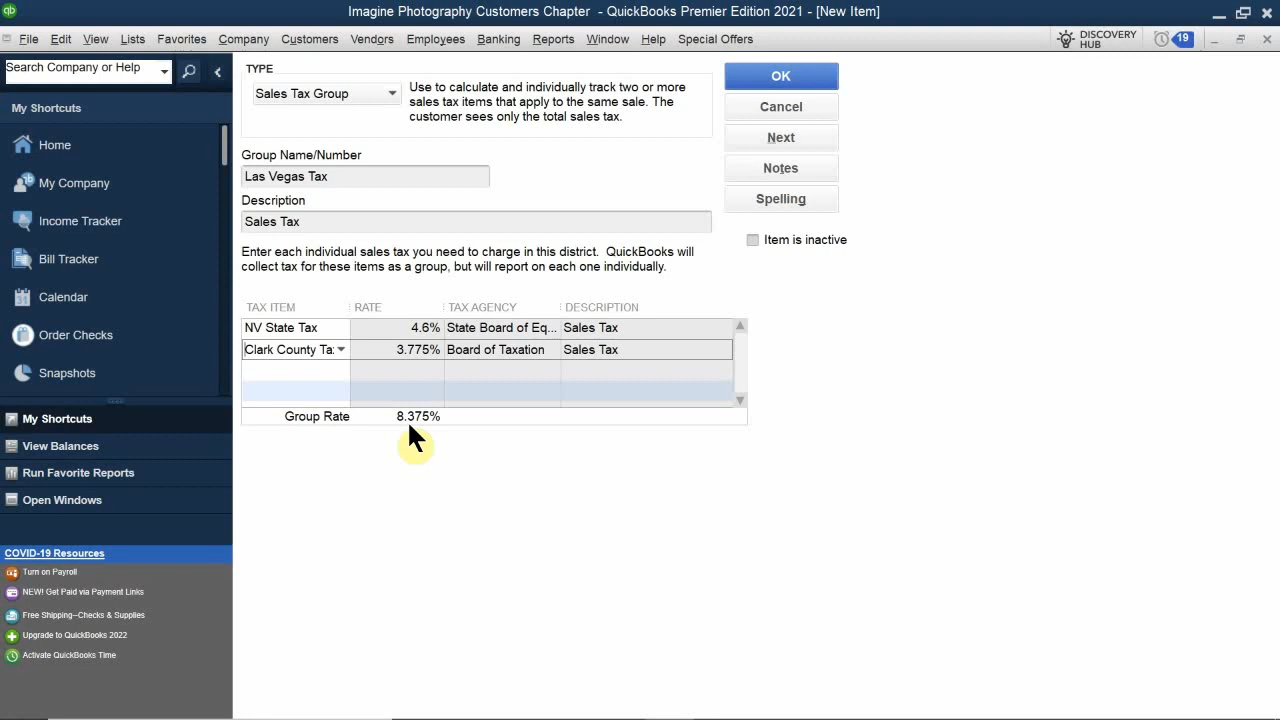 Imagine Photography Customers Chapter - QuickBooks Premier Edition 2021 - [New Item]
File Edit View Lists Favorites Company Customers Vendors Employees Banking Reports Window Help Special Offers
DISCOVERY
HUB
19
Search Company or Help
My Shortcuts
Home
My Company
Income Tracker
Bill Tracker
Calendar
Order Checks
Snapshots
My Shortcuts
View Balances
Run Favorite Reports
Open Windows
COVID-19 Resources
Turn on Payroll
NEW! Get Paid via Payment Links
Free Shipping--Checks & Supplies
Upgrade to QuickBooks 2022
Activate QuickBooks Time
TYPE
Sales Tax Group
Use to calculate and individually track two or more
sales tax items that apply to the same sale. The
customer sees only the total sales tax.
Group Name/Number
Las Vegas Tax
Description
Sales Tax
Enter each individual sales tax you need to charge in this district. QuickBooks will
collect tax for these items as a group, but will report on each one individually.
TAX ITEM RATE TAX AGENCY DESCRIPTION
NV State Tax 4.6% State Board of Eq... Sales Tax
Clark County Ta 3.775% Board of Taxation Sales Tax
Group Rate 8.375%
OK
Cancel
Next
Notes
Spelling
Item is inactive